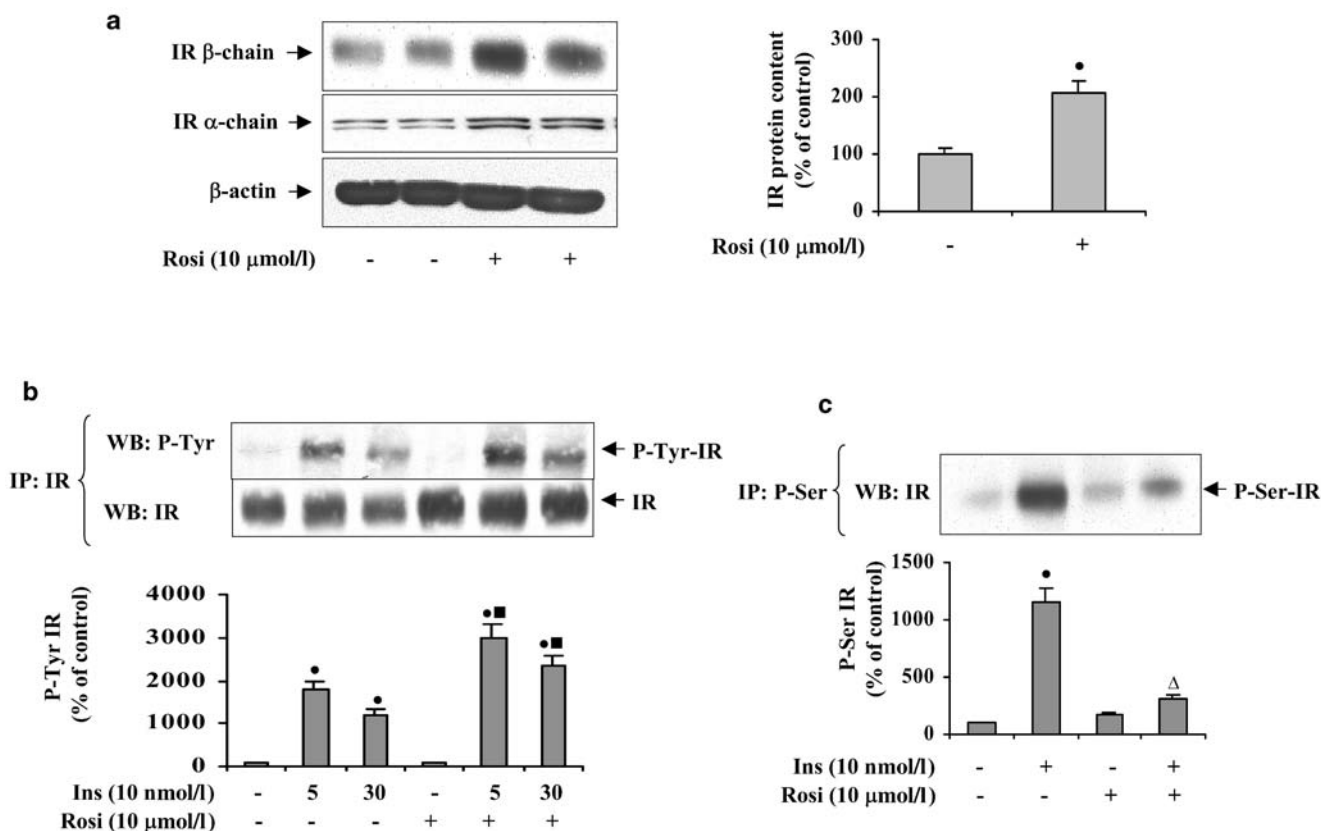 a
IR β-chain
IR α-chain
β-actin
Rosi (10 μmol/l) - - + +
IR protein content
(% of control)
300
200
100
0
Rosi (10 μmol/l) - +
b
IP: IR
WB: P-Tyr
P-Tyr-IR
WB: IR
IR
P-Tyr IR
(% of control)
4000
3000
2000
1000
0
Ins (10 nmol/l) - 5 30 - 5 30
Rosi (10 μmol/l) - - - + + +
c
IP: P-Ser
WB: IR
P-Ser-IR
P-Ser IR
(% of control)
1500
1000
500
0
Δ
Ins (10 nmol/l) - + - +
Rosi (10 μmol/l) - - + +